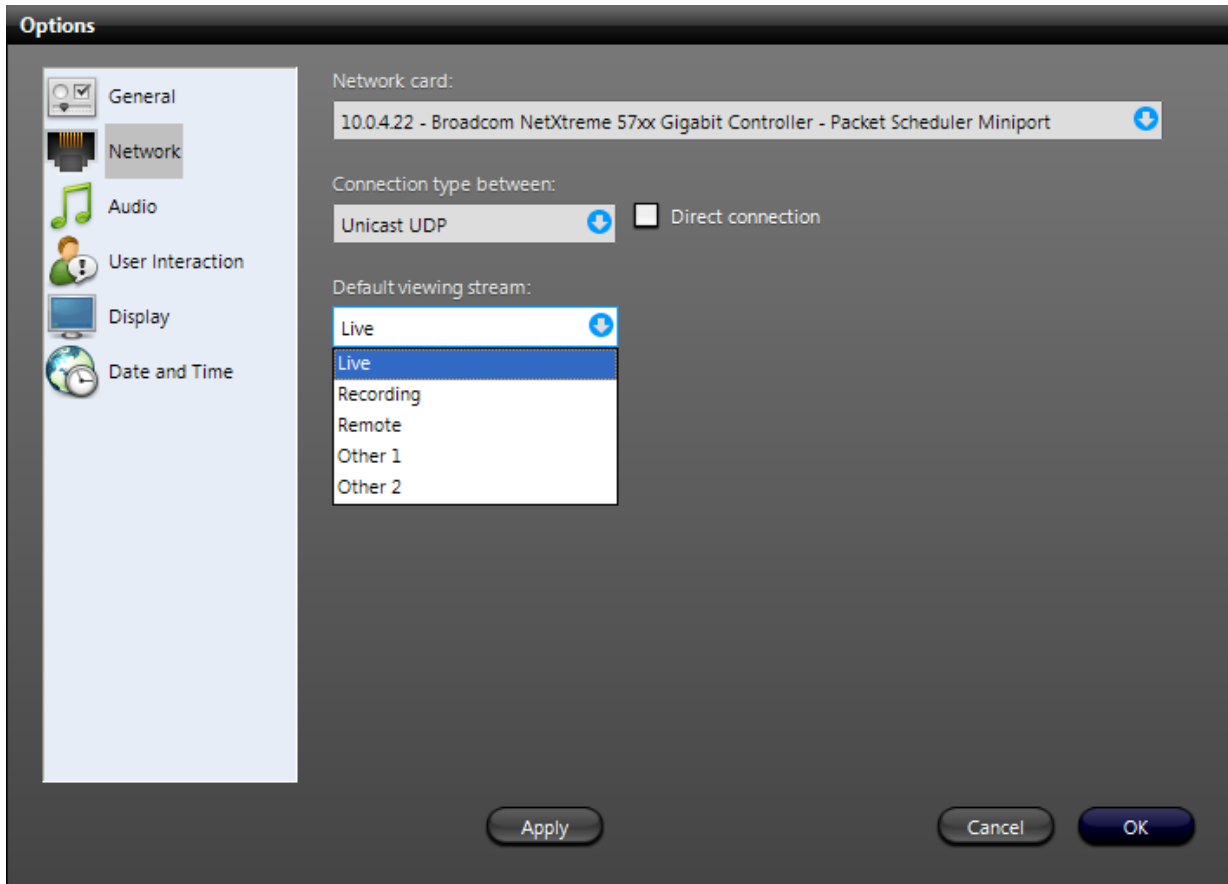 Options
General
Network
Audio
User Interaction
Display
Date and Time
Network card:
10.0.4.22 - Broadcom NetXtreme 57xx Gigabit Controller - Packet Scheduler Miniport
Connection type between:
Unicast UDP
Direct connection
Default viewing stream:
Live
Live
Recording
Remote
Other 1
Other 2
Apply
Cancel
OK